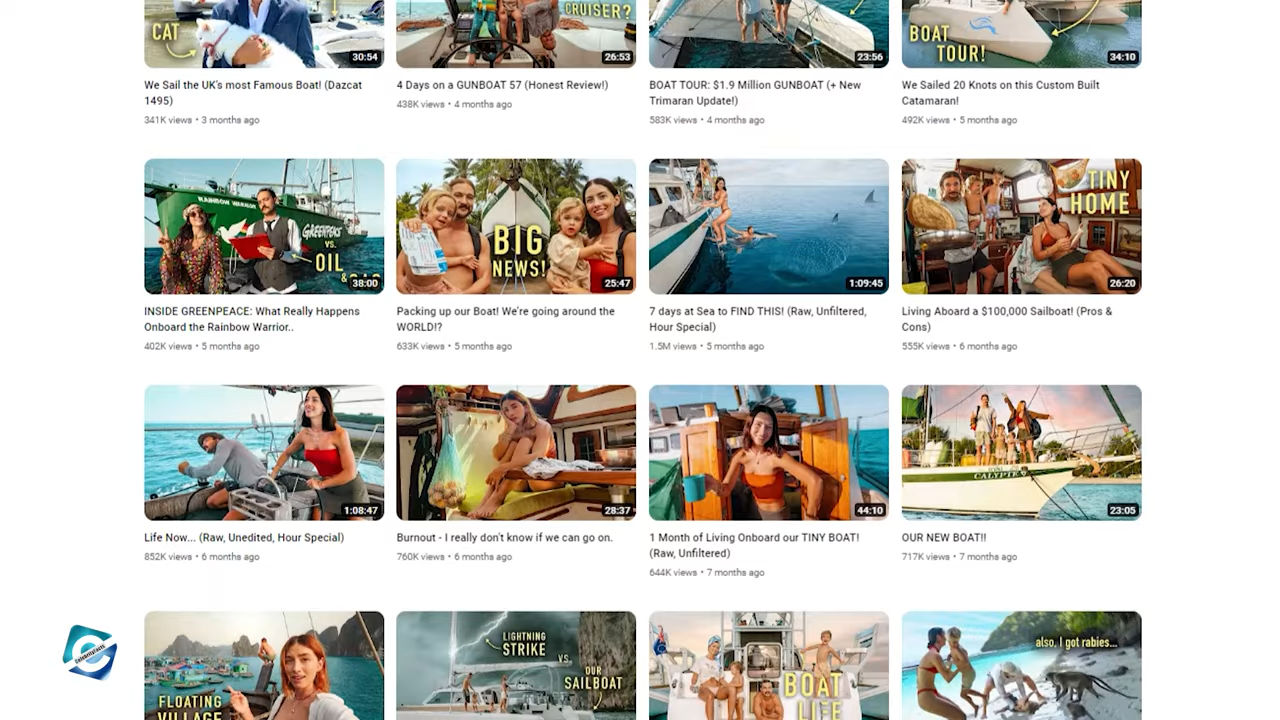 CAT
30:54
CRUISER?
26:53
23:56
BOAT
TOUR!
34:10
We Sail the UK's most Famous Boat! (Dazcat
1495)
341K views • 3 months ago
4 Days on a GUNBOAT 57 (Honest Review!)
438K views • 4 months ago
BOAT TOUR: $1.9 Million GUNBOAT (+ New
Trimaran Update!)
583K views • 4 months ago
We Sailed 20 Knots on this Custom Built
Catamaran!
492K views • 5 months ago
RAINBOW WARRIOR
GREENPEACE
VS.
OIL
& GAS
38:00
BIG
NEWS!
25:47
1:09:45
TINY
HOME
26:20
INSIDE GREENPEACE: What Really Happens
Onboard the Rainbow Warrior..
402K views • 5 months ago
Packing up our Boat! We're going around the
WORLD!?
633K views • 5 months ago
7 days at Sea to FIND THIS! (Raw, Unfiltered,
Hour Special)
1.5M views • 5 months ago
Living Aboard a $100,000 Sailboat! (Pros &
Cons)
555K views • 6 months ago
1:08:47
28:37
44:10
CALYPTE
23:05
Life Now... (Raw, Unedited, Hour Special)
852K views • 6 months ago
Burnout - I really don't know if we can go on.
760K views • 6 months ago
1 Month of Living Onboard our TINY BOAT!
(Raw, Unfiltered)
644K views • 7 months ago
OUR NEW BOAT!!
717K views • 7 months ago
CelebrityFacts
FLOATING
VILLAGE
LIGHTNING
STRIKE
VS.
OUR
SAILBOAT
BOAT
LIFE
also, I got rabies...